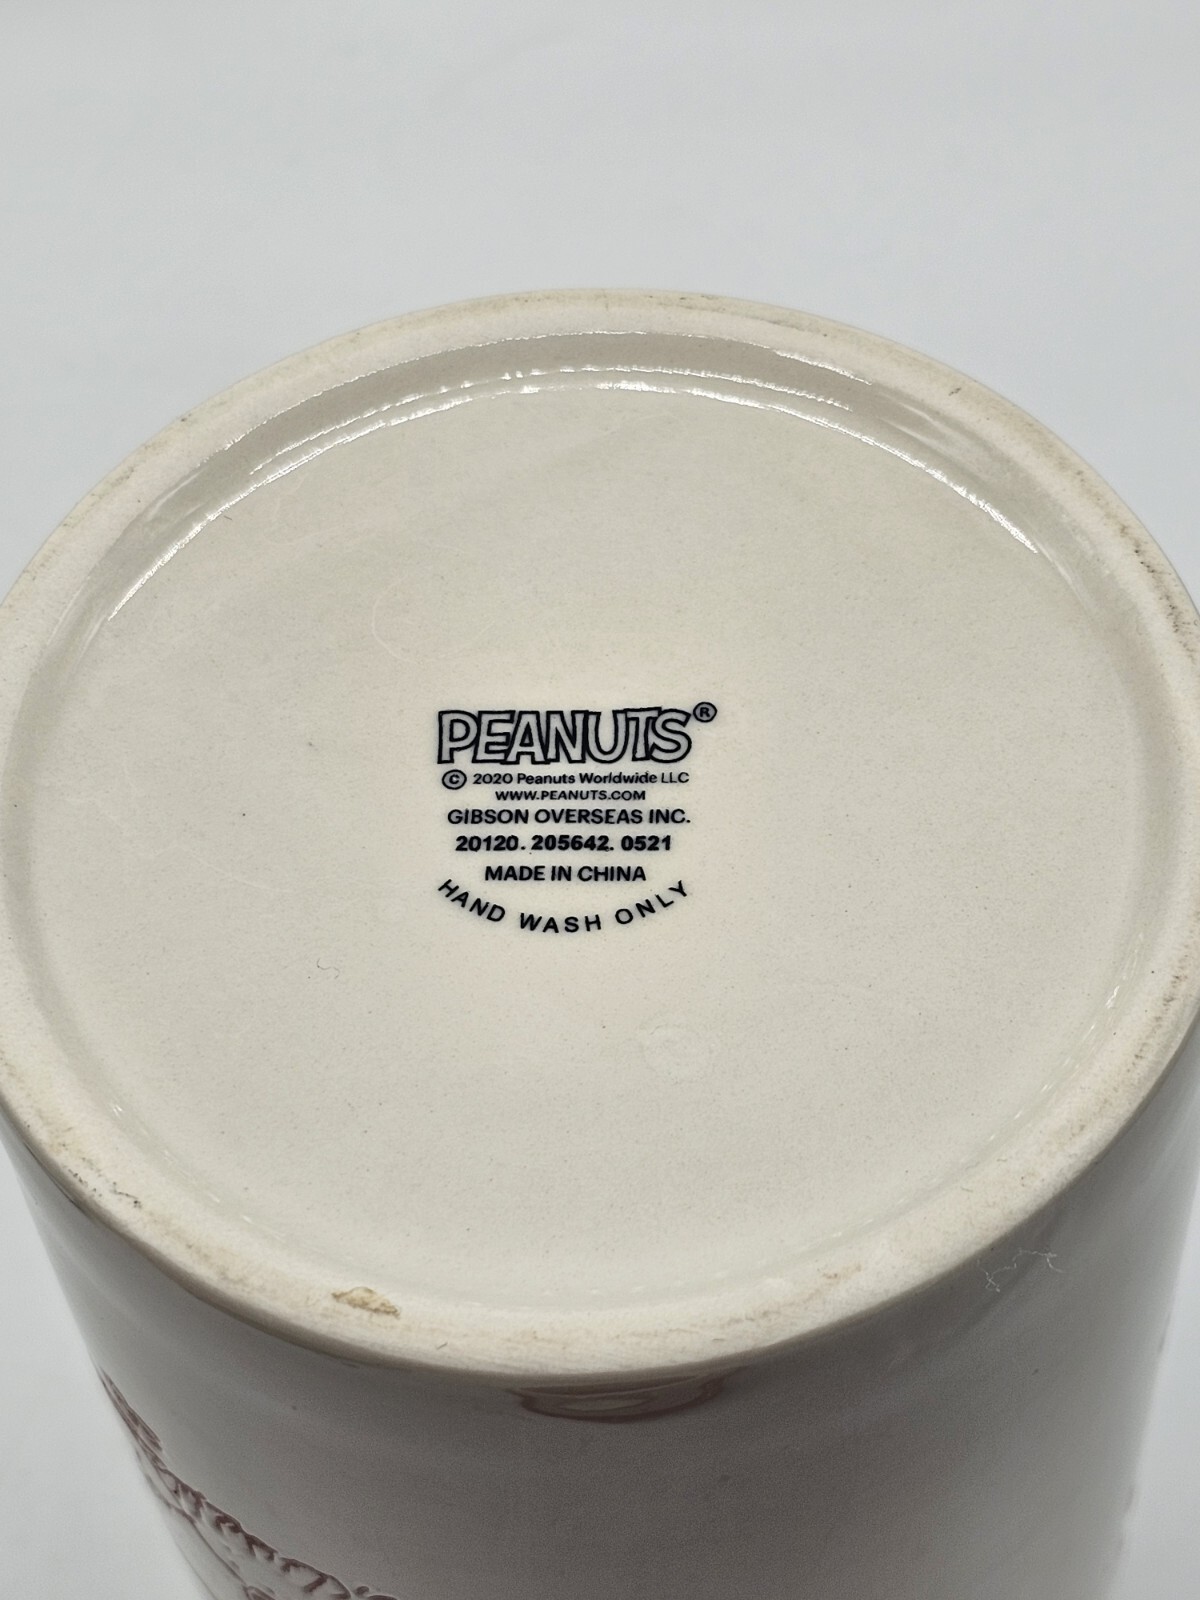 PEANUTS®
© 2020 Peanuts Worldwide LLC
WWW.PEANUTS.COM
GIBSON OVERSEAS INC.
20120. 205642. 0521
MADE IN CHINA
HAND WASH ONLY